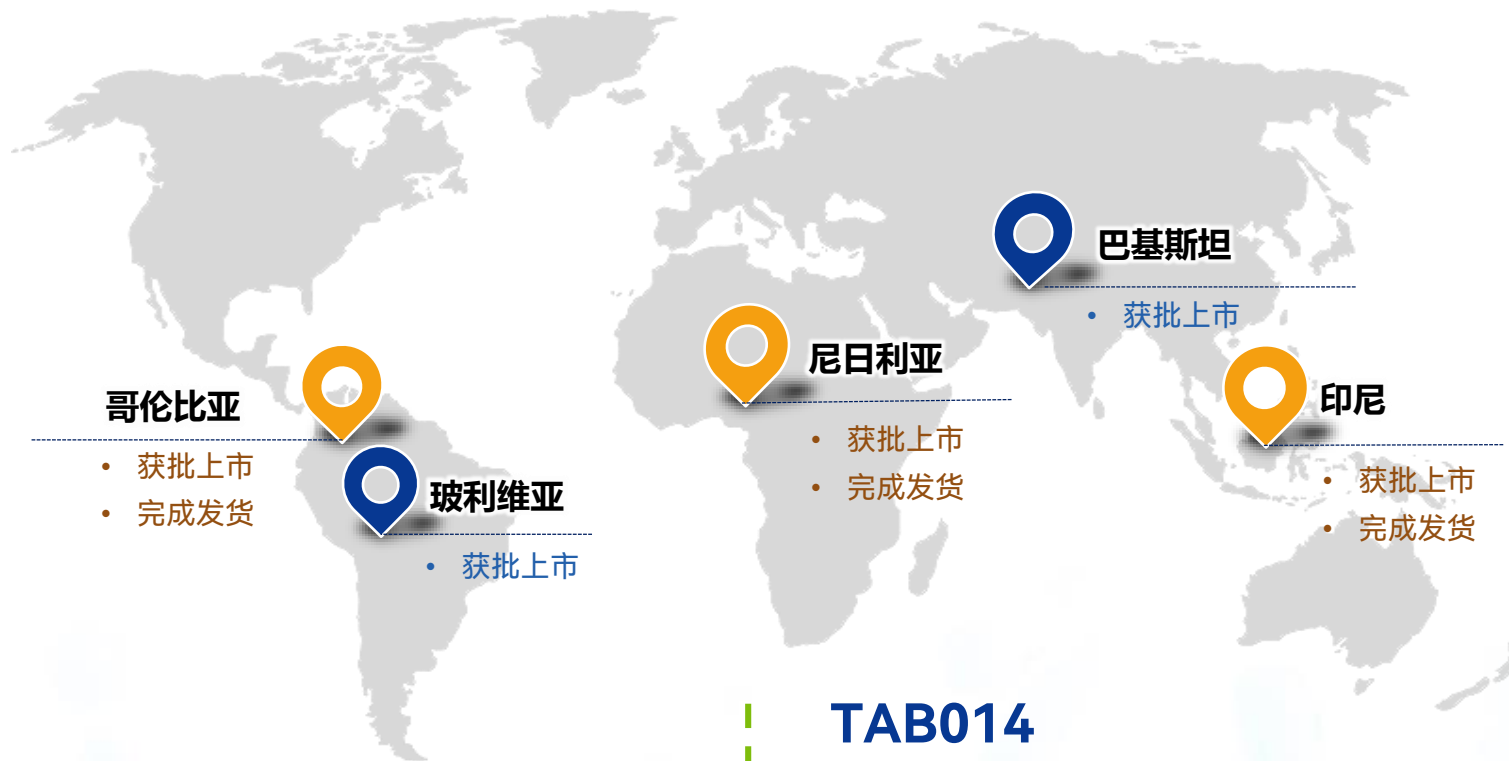 巴基斯坦
• 获批上市
尼日利亚
• 获批上市
• 完成发货
印尼
• 获批上市
• 完成发货
哥伦比亚
• 获批上市
• 完成发货
玻利维亚
• 获批上市
TAB014